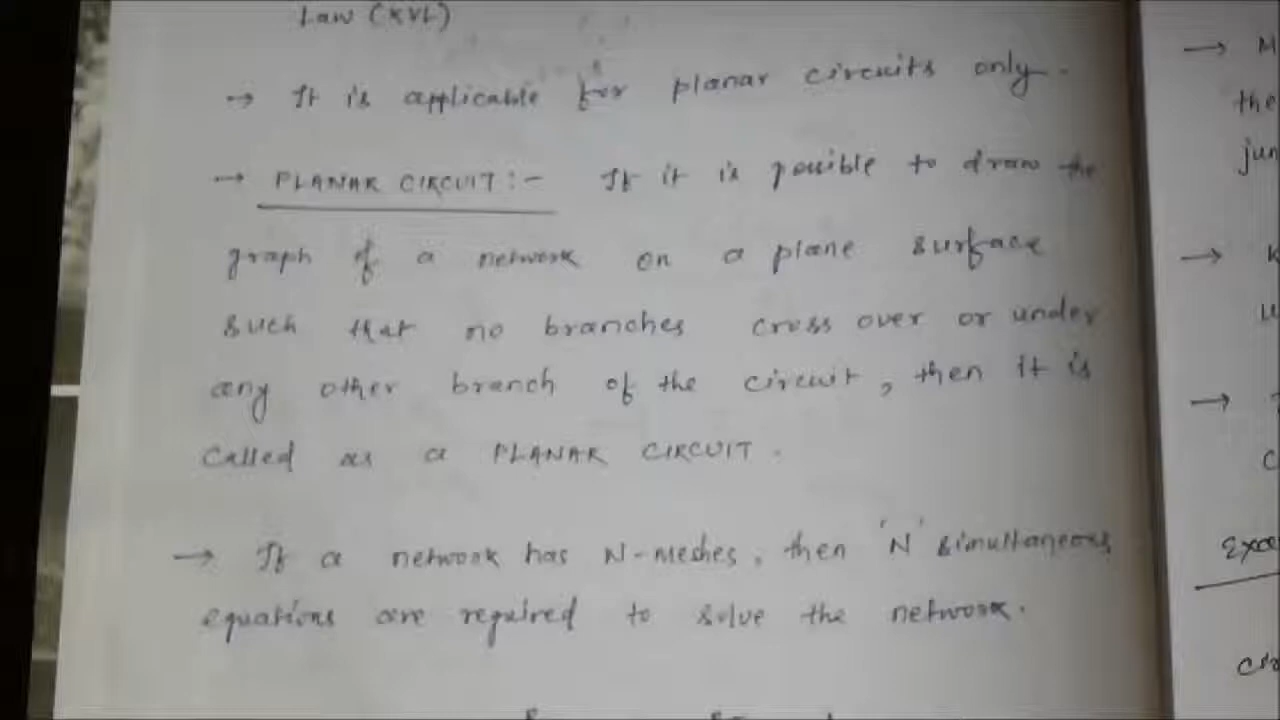 Law (KVL)
→ It is applicable for planar circuits only.
→ PLANAR CIRCUIT :- If it is possible to draw the
graph of a network on a plane surface
such that no branches cross over or under
any other branch of the circuit, then it is
called as a PLANAR CIRCUIT.
→ If a network has N-meshes, then 'N' simultaneous
equations are required to solve the network.
→
the
jun
→
→